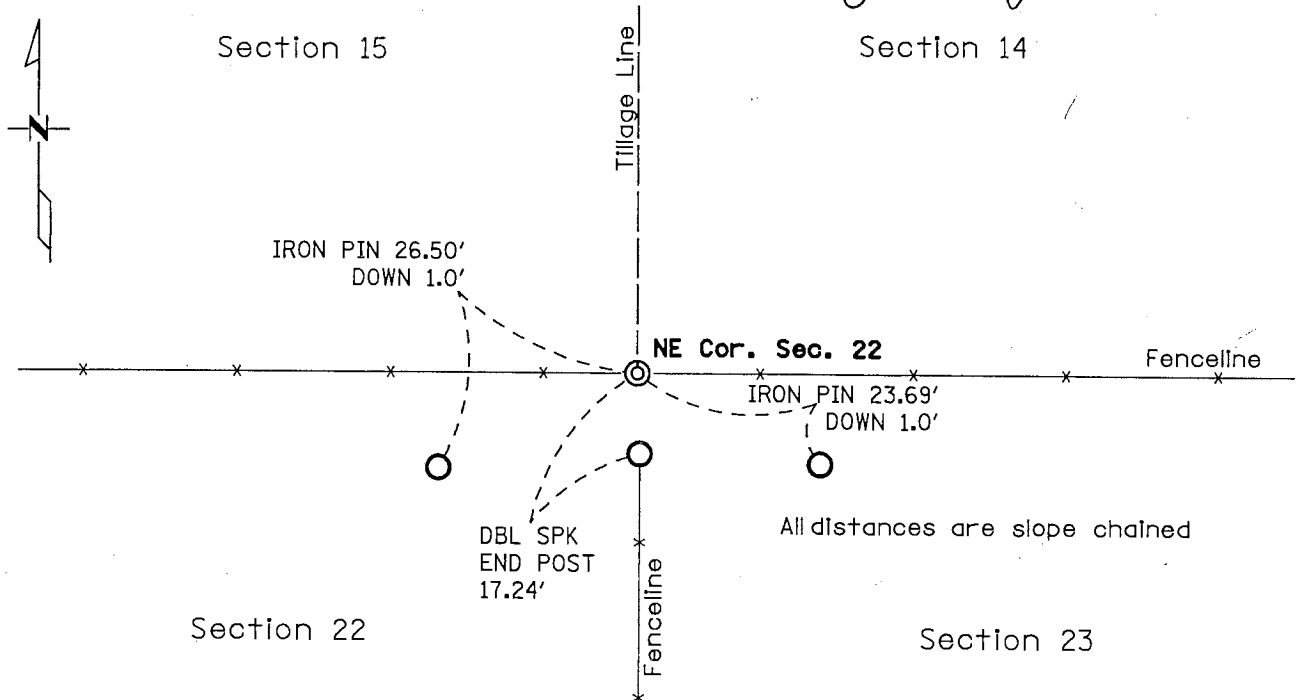 Section 15
Section 14
Tillage Line
N
IRON PIN 26.50'
DOWN 1.0'
NE Cor. Sec. 22
Fenceline
IRON PIN 23.69'
DOWN 1.0'
DBL SPK
END POST
17.24'
All distances are slope chained
Fenceline
Section 22
Section 23